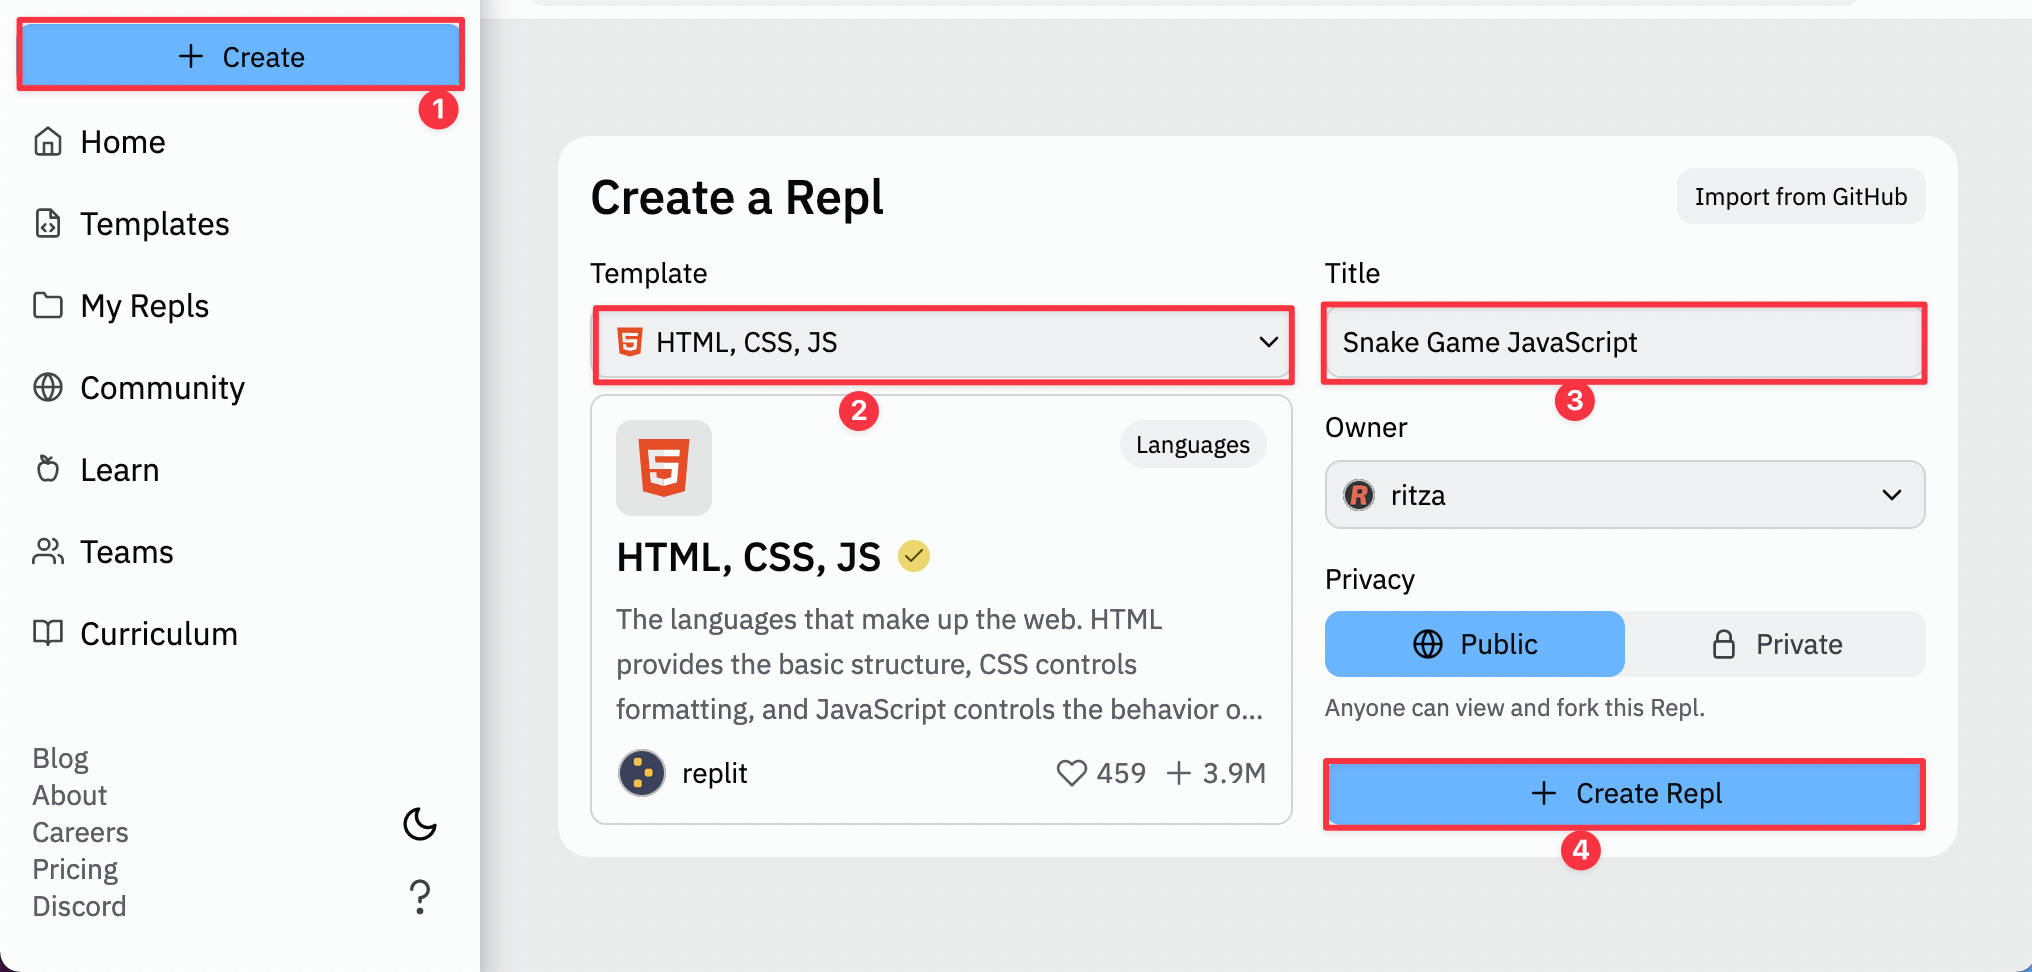 Create
1
Home
Templates
My Repls
Community
Learn
Teams
Curriculum
Blog
About
Careers
Pricing
Discord
?
Create a Repl
Import from GitHub
Template
HTML, CSS, JS
2
Languages
HTML, CSS, JS
The languages that make up the web. HTML
provides the basic structure, CSS controls
formatting, and JavaScript controls the behavior o...
replit
459
3.9M
Title
Snake Game JavaScript
3
Owner
R ritza
Privacy
Public
Private
Anyone can view and fork this Repl.
+ Create Repl
4